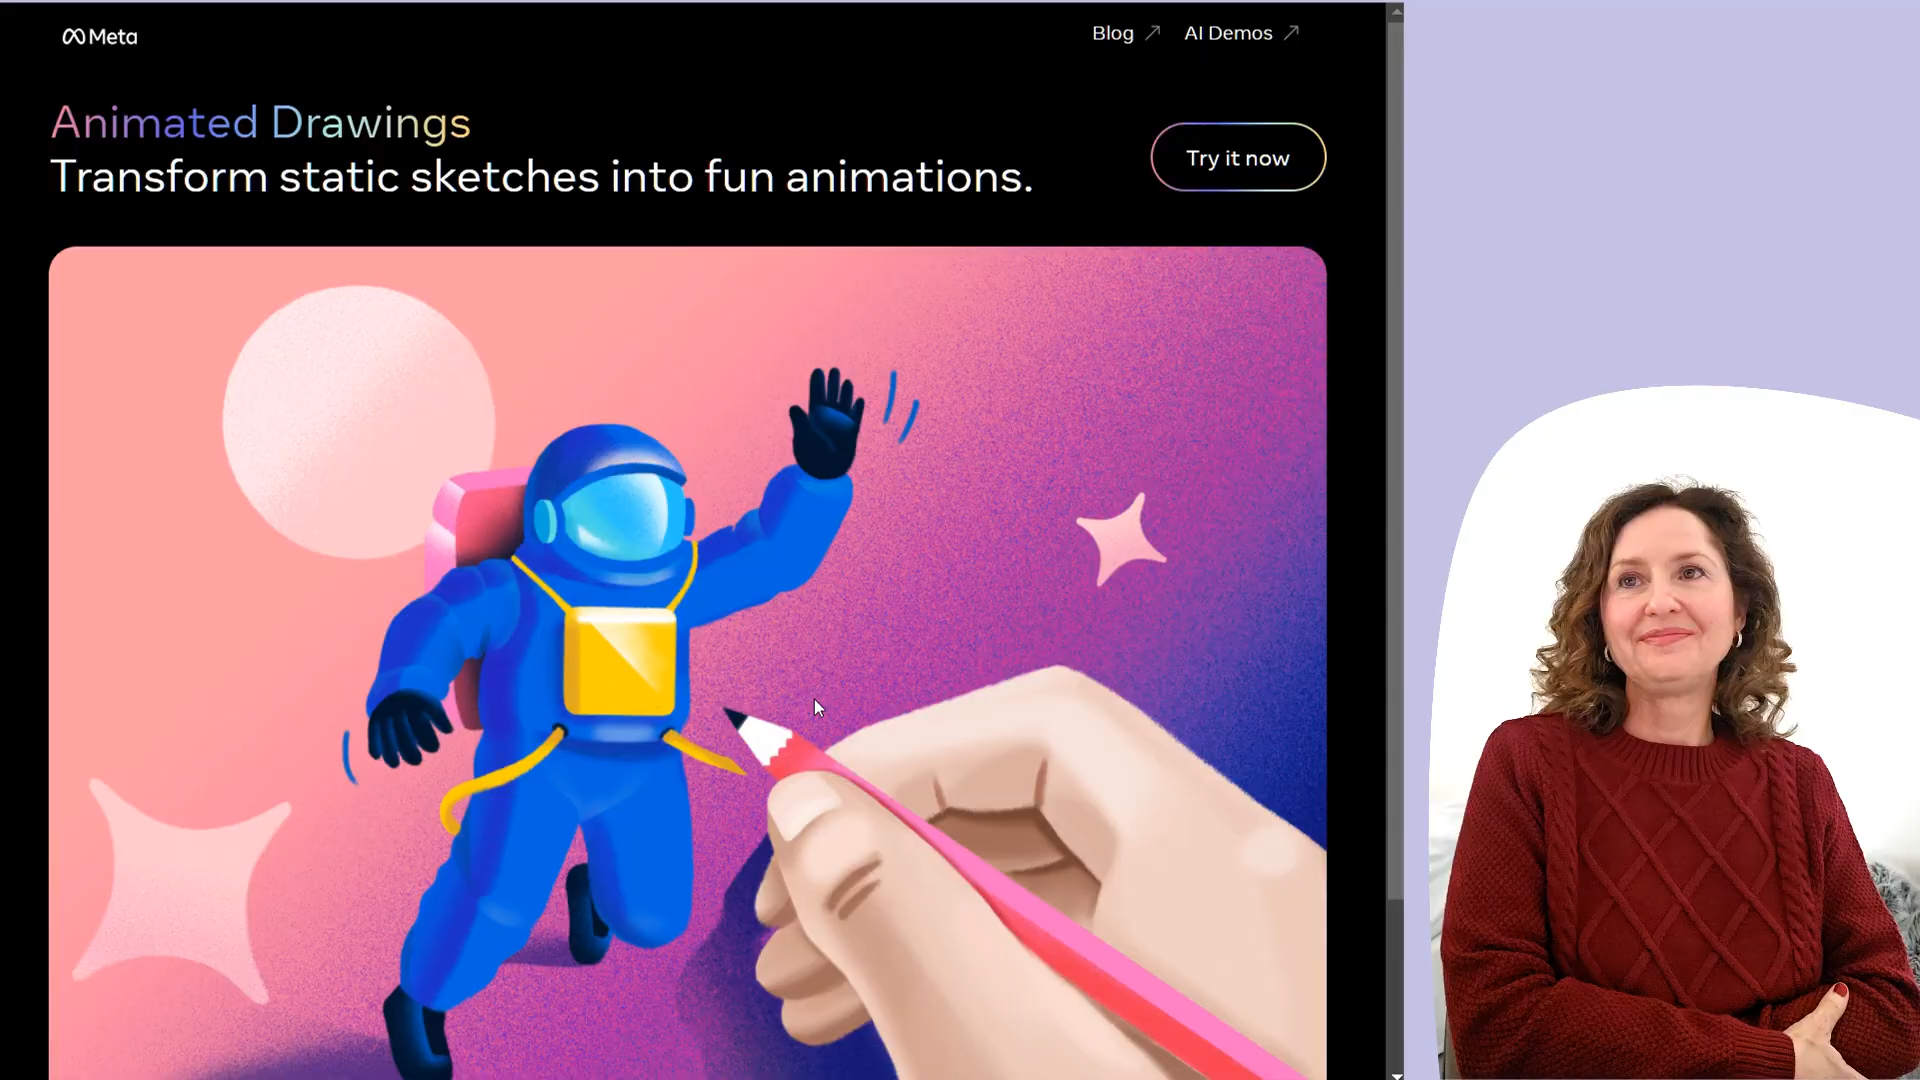 Meta
Blog
AI Demos
Animated Drawings
Transform static sketches into fun animations.
Try it now